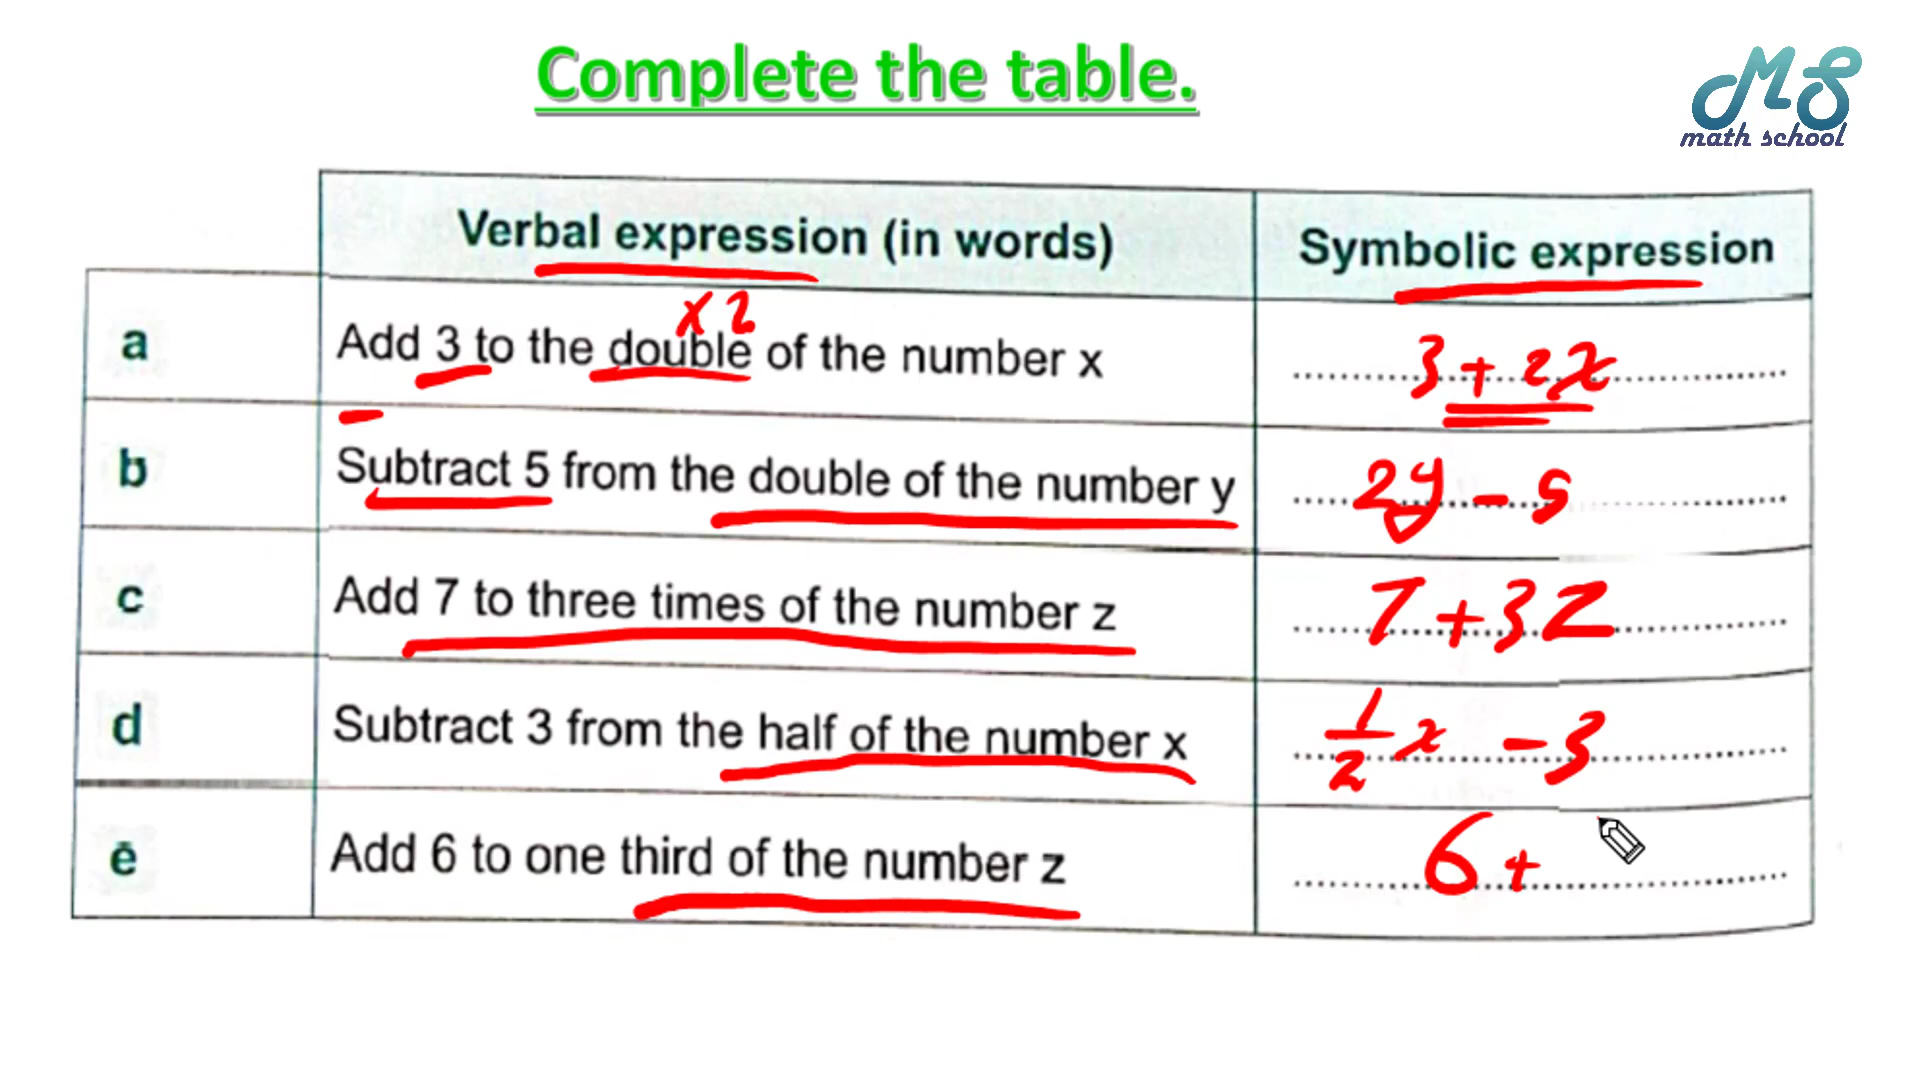 Complete the table.
MS
math school
Verbal expression (in words) Symbolic expression
x 2
a Add 3 to the double of the number x 3 + 2x
b Subtract 5 from the double of the number y 2y - 5
c Add 7 to three times of the number z 7 + 3z
d Subtract 3 from the half of the number x 1/2 x - 3
e Add 6 to one third of the number z 6 +